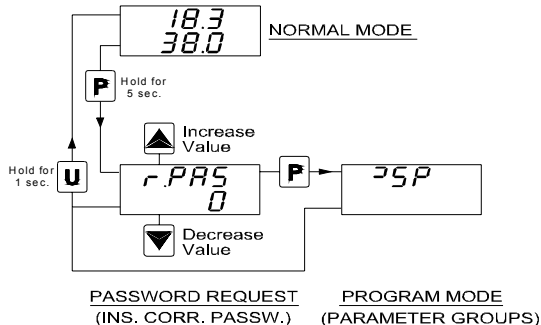 18.3
38.0
NORMAL MODE
P
Hold for
5 sec.
Increase
Value
Hold for
1 sec.
U
r.PAS
0
P
Decrease
Value
PASSWORD REQUEST
(INS. CORR. PASSW.)
PROGRAM MODE
(PARAMETER GROUPS)